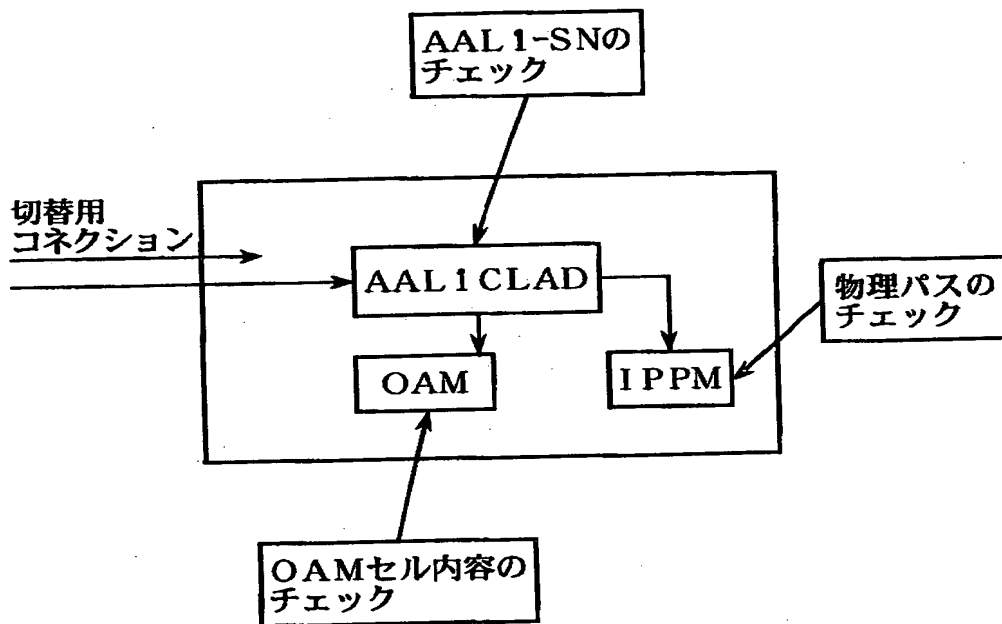 AAL1-SNの
チェック
切替用
コネクション
AAL1CLAD
物理パスの
チェック
OAM
IPPM
OAMセル内容の
チェック